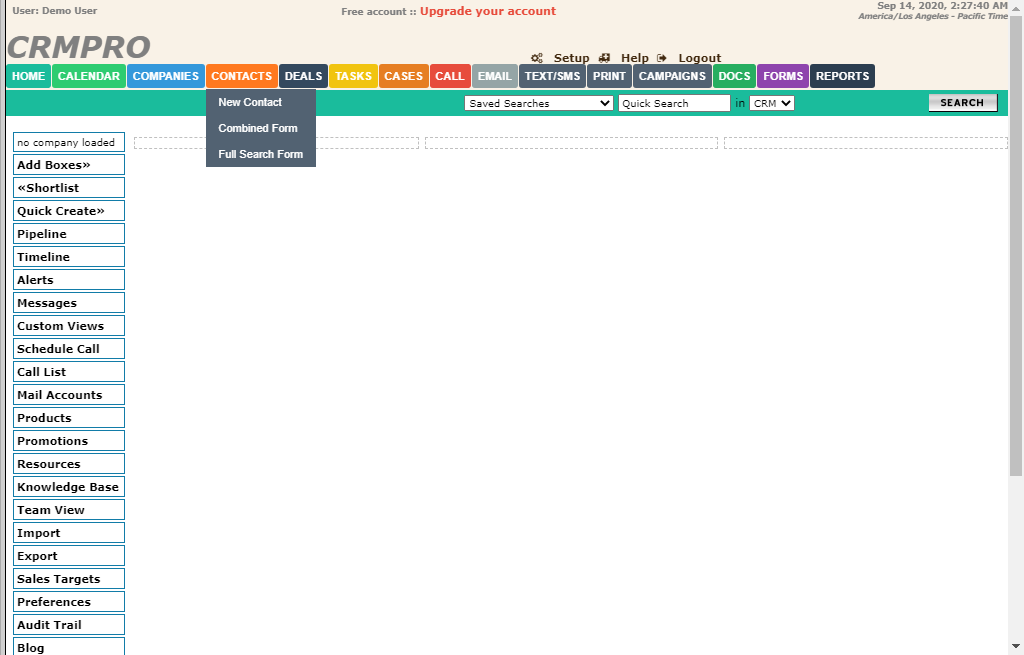 User: Demo User
Free account :: Upgrade your account
Sep 14, 2020, 2:27:40 AM
America/Los Angeles - Pacific Time
CRMPRO
Setup Help Logout
HOME CALENDAR COMPANIES CONTACTS DEALS TASKS CASES CALL EMAIL TEXT/SMS PRINT CAMPAIGNS DOCS FORMS REPORTS
New Contact
Combined Form
Full Search Form
Saved Searches Quick Search in CRM SEARCH
no company loaded
Add Boxes»
«Shortlist
Quick Create»
Pipeline
Timeline
Alerts
Messages
Custom Views
Schedule Call
Call List
Mail Accounts
Products
Promotions
Resources
Knowledge Base
Team View
Import
Export
Sales Targets
Preferences
Audit Trail
Blog